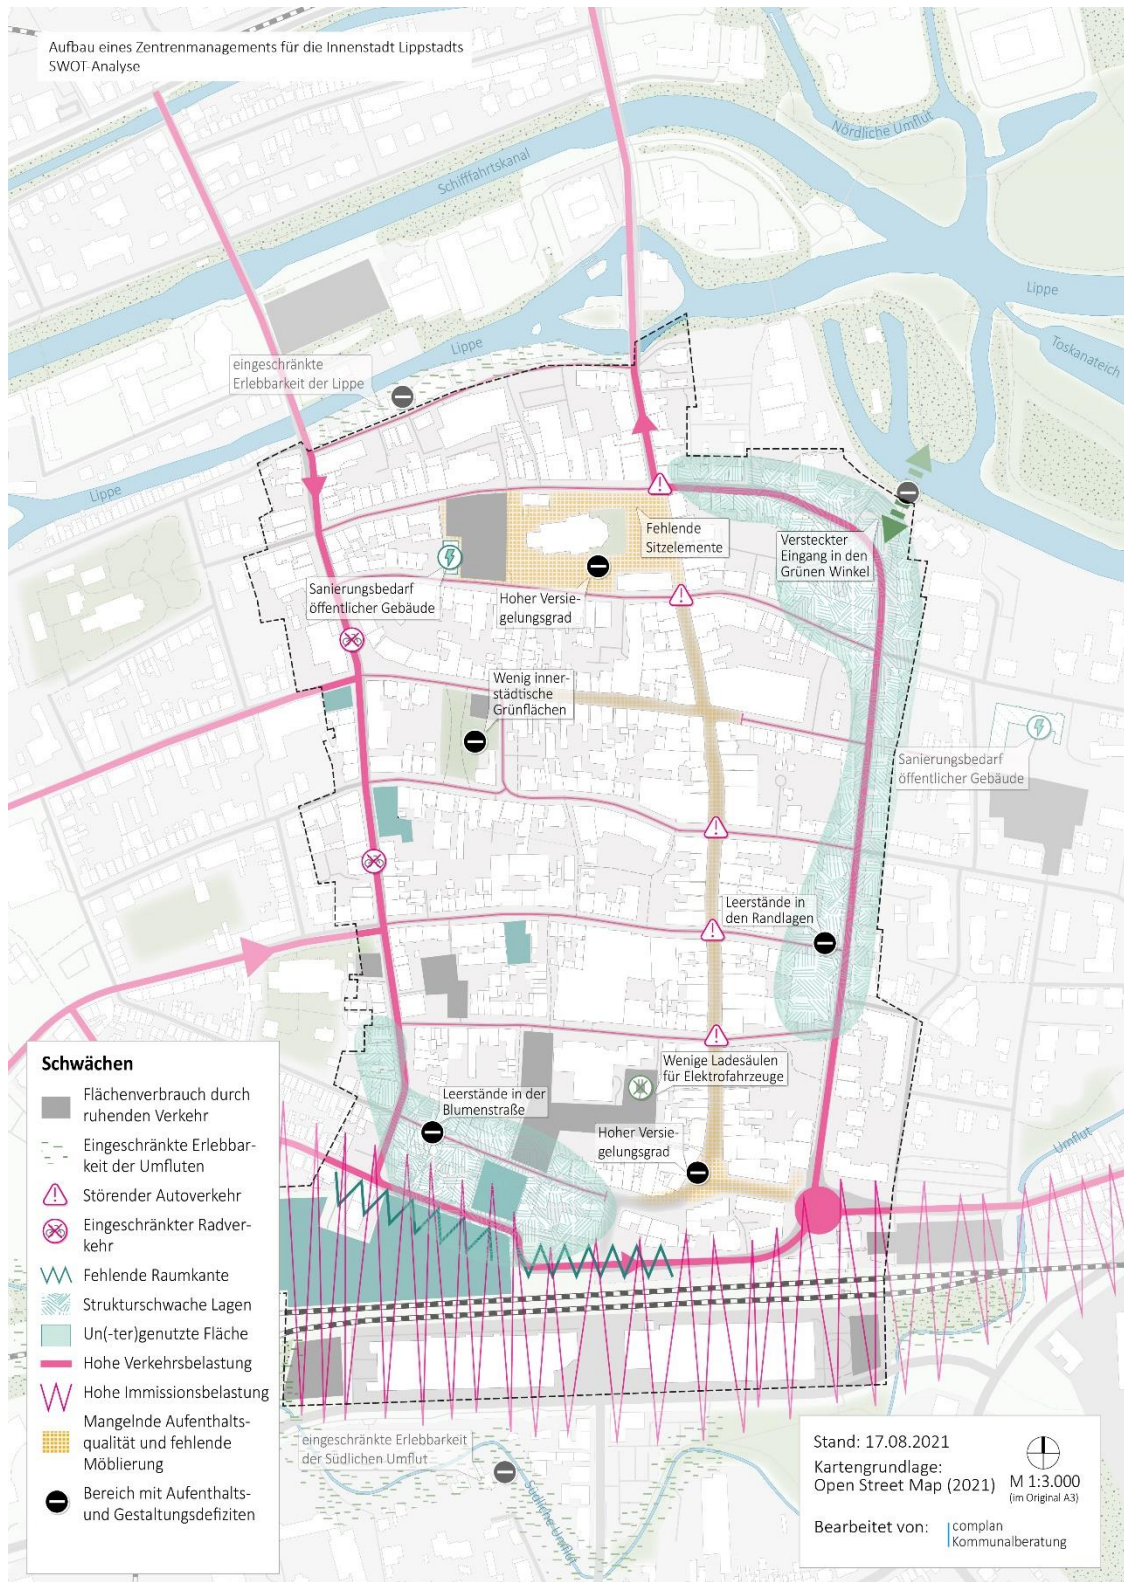 Aufbau eines Zentrenmanagements für die Innenstadt Lippstadts
SWOT-Analyse
Nördliche Umflut
Schifffahrtskanal
Lippe
Lippe
Toskanateich
eingeschränkte
Erlebbarkeit der Lippe
Lippe
Fehlende
Sitzelemente
Versteckter
Eingang in den
Grünen Winkel
Sanierungsbedarf
öffentlicher Gebäude
Hoher Versie-
gelungsgrad
Wenig inner-
städtische
Grünflächen
Sanierungsbedarf
öffentlicher Gebäude
Leerstände in
den Randlagen
Wenige Ladesäulen
für Elektrofahrzeuge
Leerstände in der
Blumenstraße
Hoher Versie-
gelungsgrad
Umflut
Schwächen
Flächenverbrauch durch
ruhenden Verkehr
Eingeschränkte Erlebbar-
keit der Umfluten
Störender Autoverkehr
Eingeschränkter Radver-
kehr
Fehlende Raumkante
Strukturschwache Lagen
Un(-ter)genutzte Fläche
Hohe Verkehrsbelastung
Hohe Immissionsbelastung
Mangelnde Aufenthalts-
qualität und fehlende
Möblierung
Bereich mit Aufenthalts-
und Gestaltungsdefiziten
eingeschränkte Erlebbarkeit
der Südlichen Umflut
Südliche Umflut
Stand: 17.08.2021
Kartengrundlage:
Open Street Map (2021)
M 1:3.000
(im Original A3)
Bearbeitet von:
complan
Kommunalberatung